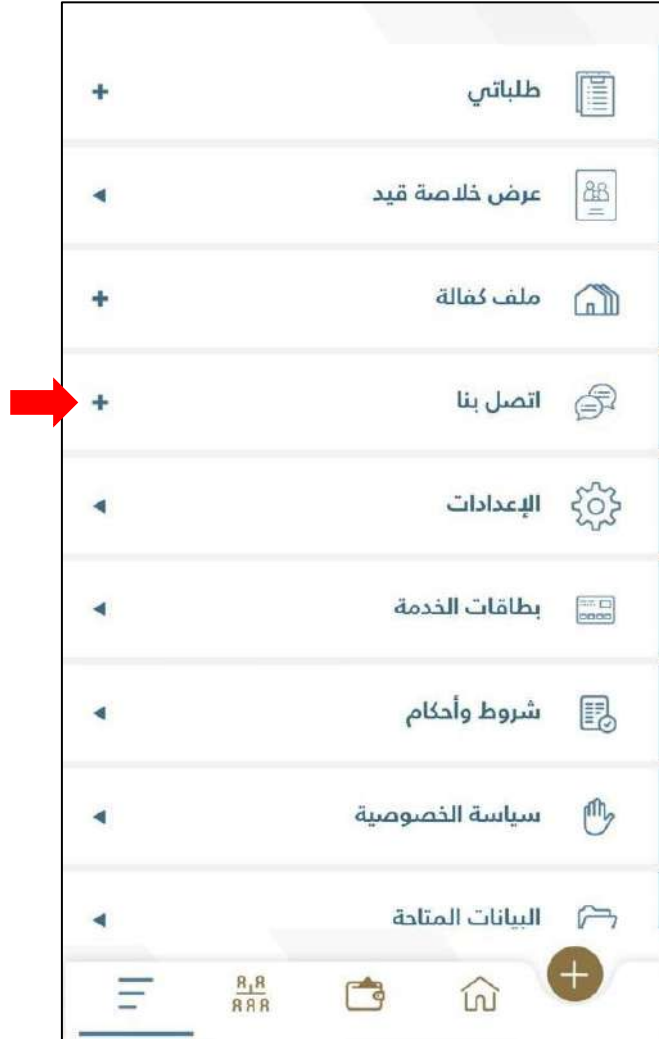 طلباتي
عرض خلاصة قيد
ملف كفالة
اتصل بنا
الإعدادات
بطاقات الخدمة
شروط وأحكام
سياسة الخصوصية
البيانات المتاحة